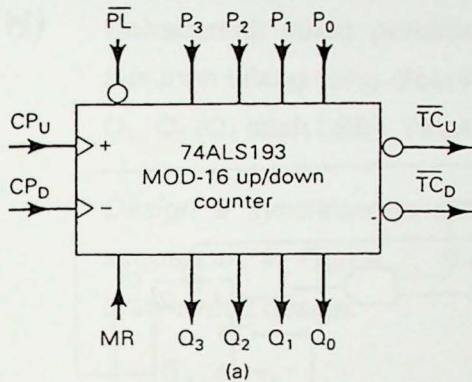 PL P₃ P₂ P₁ P₀
CPU + TCU
74ALS193
MOD-16 up/down
counter
CPD - TCD
MR Q₃ Q₂ Q₁ Q₀
(a)